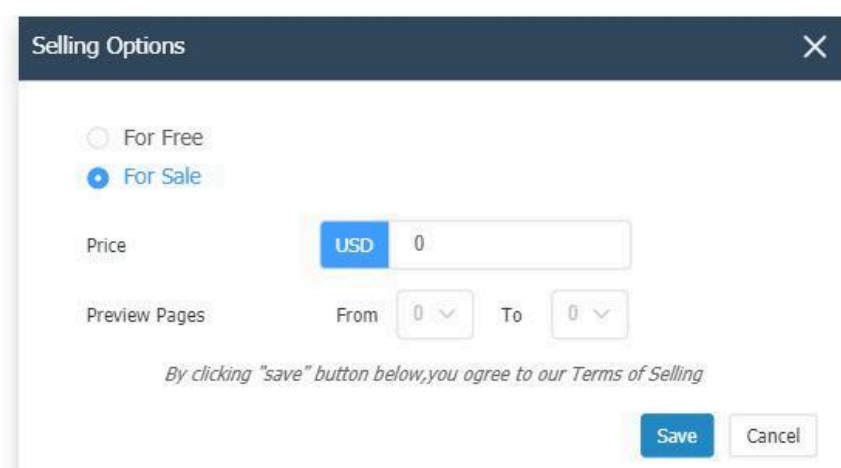 Selling Options
For Free
For Sale
Price USD 0
Preview Pages From 0 To 0
By clicking "save" button below,you ogree to our Terms of Selling
Save Cancel